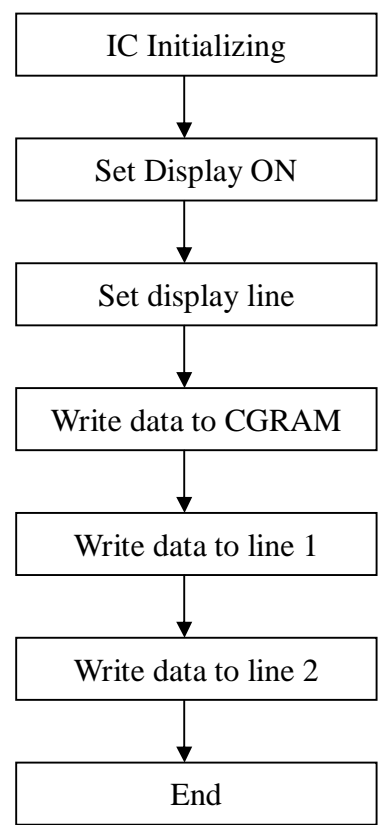 IC Initializing
Set Display ON
Set display line
Write data to CGRAM
Write data to line 1
Write data to line 2
End